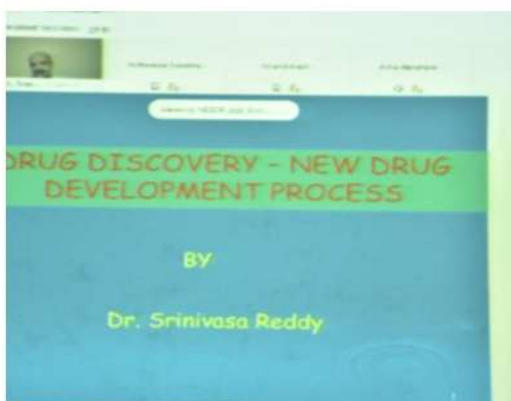 DRUG DISCOVERY - NEW DRUG
DEVELOPMENT PROCESS
BY
Dr. Srinivasa Reddy